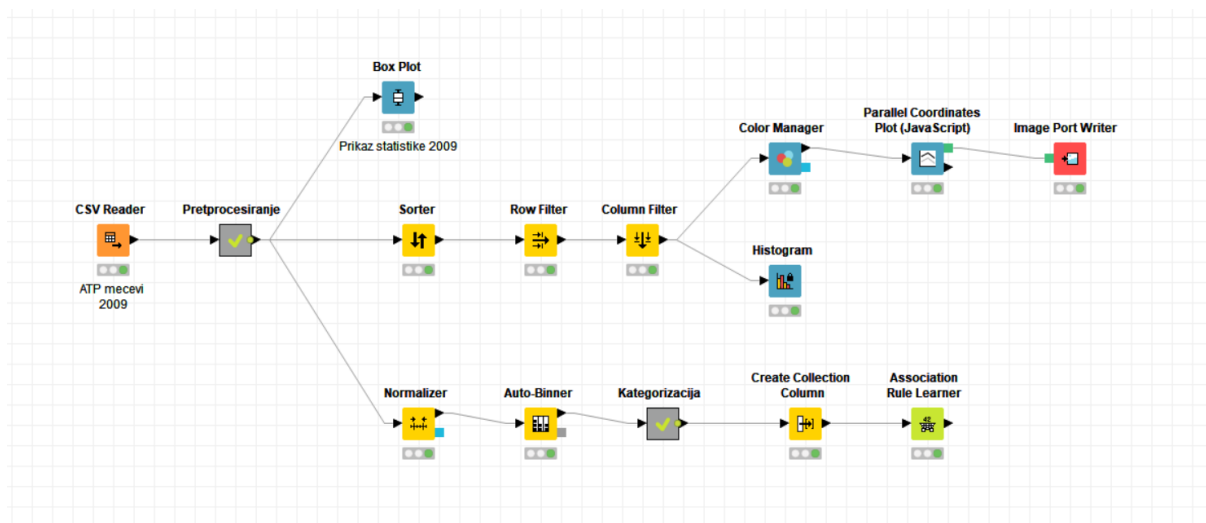 Box Plot
Prikaz statistike 2009
Color Manager
Parallel Coordinates
Plot (JavaScript)
Image Port Writer
CSV Reader
ATP mecevi
2009
Pretprocesiranje
Sorter
Row Filter
Column Filter
Histogram
Normalizer
Auto-Binner
Kategorizacija
Create Collection
Column
Association
Rule Learner